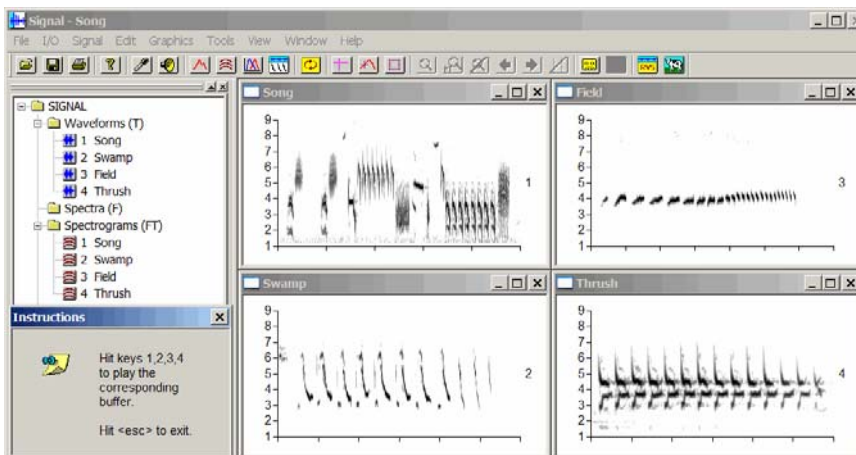 Signal - Song
File I/O Signal Edit Graphics Tools View Window Help
SIGNAL
Waveforms (T)
1 Song
2 Swamp
3 Field
4 Thrush
Spectra (F)
Spectrograms (FT)
1 Song
2 Swamp
3 Field
4 Thrush
Instructions
Hit keys 1,2,3,4
to play the
corresponding
buffer.
Hit <esc> to exit.
Song
9
8
7
6
5
4
3
2
1
1
Field
9
8
7
6
5
4
3
2
1
3
Swamp
9
8
7
6
5
4
3
2
1
2
Thrush
9
8
7
6
5
4
3
2
1
4